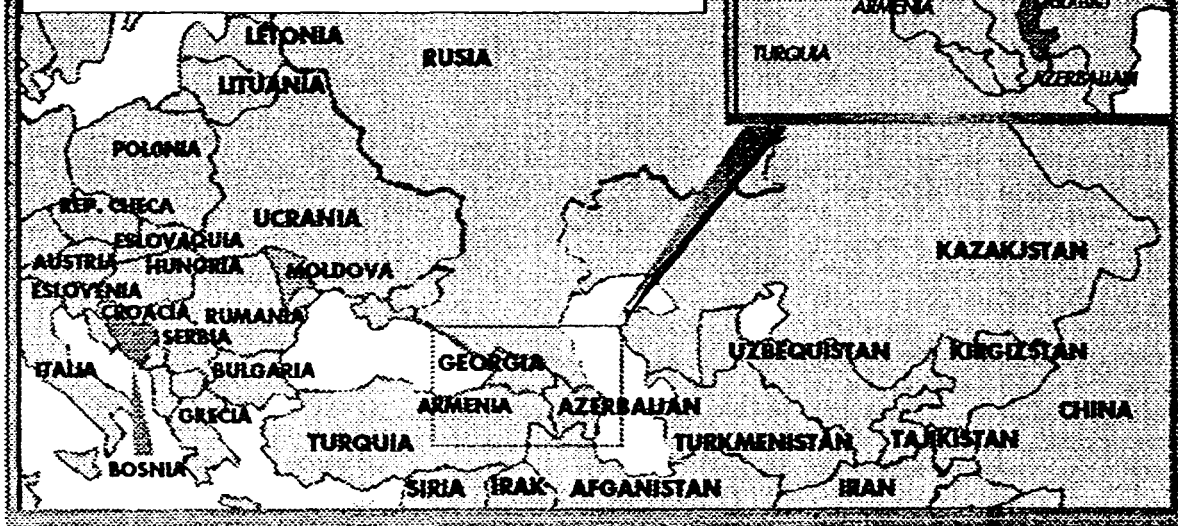 ARMENIA
TURQUIA
AZERBAIJAN
LETONIA
RUSIA
LITUANIA
POLONIA
REP. CHECA
UCRANIA
ESLOVAQUIA
KAZAKJSTAN
AUSTRIA
HUNGRIA
MOLDOVA
ESLOVENIA
CROACIA
RUMANIA
SERBIA
UZBEQUISTAN
KIRGIZSTAN
ITALIA
BULGARIA
GEORGIA
GRECIA
ARMENIA
AZERBAIJAN
CHINA
TURQUIA
TURKMENISTAN
TAJIKISTAN
BOSNIA
SIRIA
IRAK
AFGANISTAN
IRAN